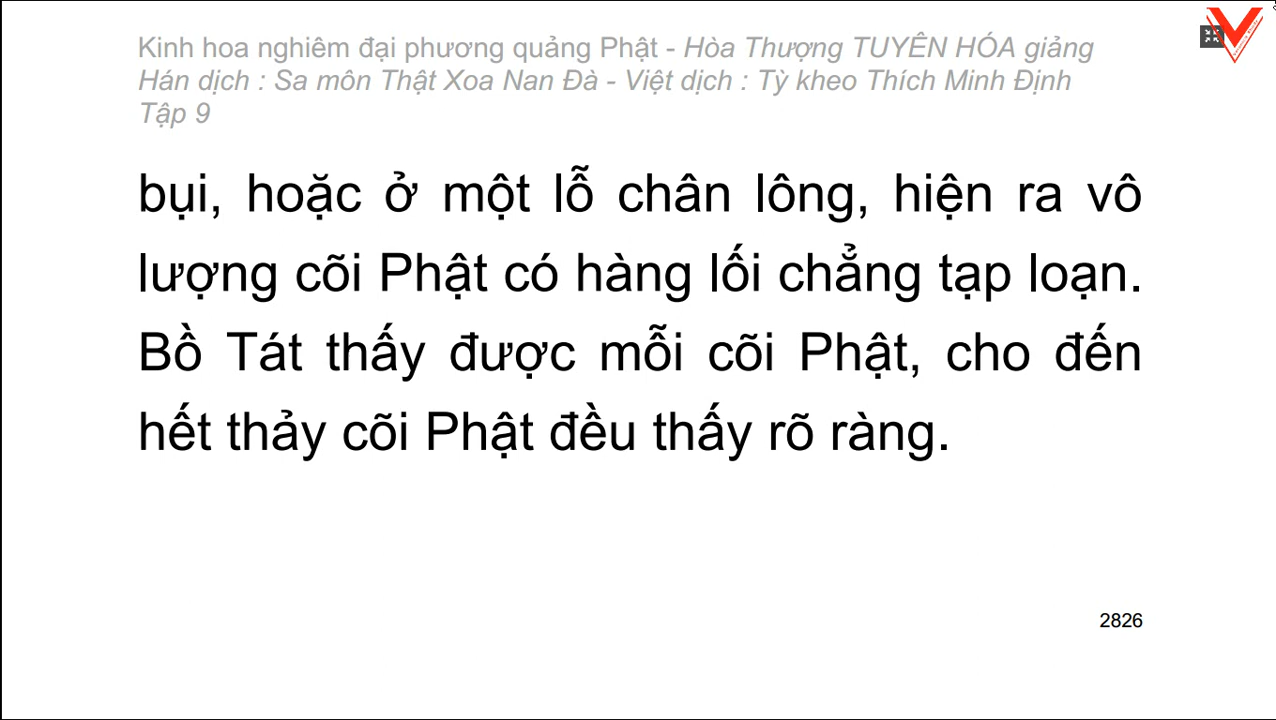 Kinh hoa nghiêm đại phương quảng Phật - Hòa Thượng TUYÊN HÓA giảng
Hán dịch : Sa môn Thật Xoa Nan Đà - Việt dịch : Tỳ kheo Thích Minh Định
Tập 9
bụi, hoặc ở một lỗ chân lông, hiện ra vô
lượng cõi Phật có hàng lối chẳng tạp loạn.
Bồ Tát thấy được mỗi cõi Phật, cho đến
hết thảy cõi Phật đều thấy rõ ràng.
2826